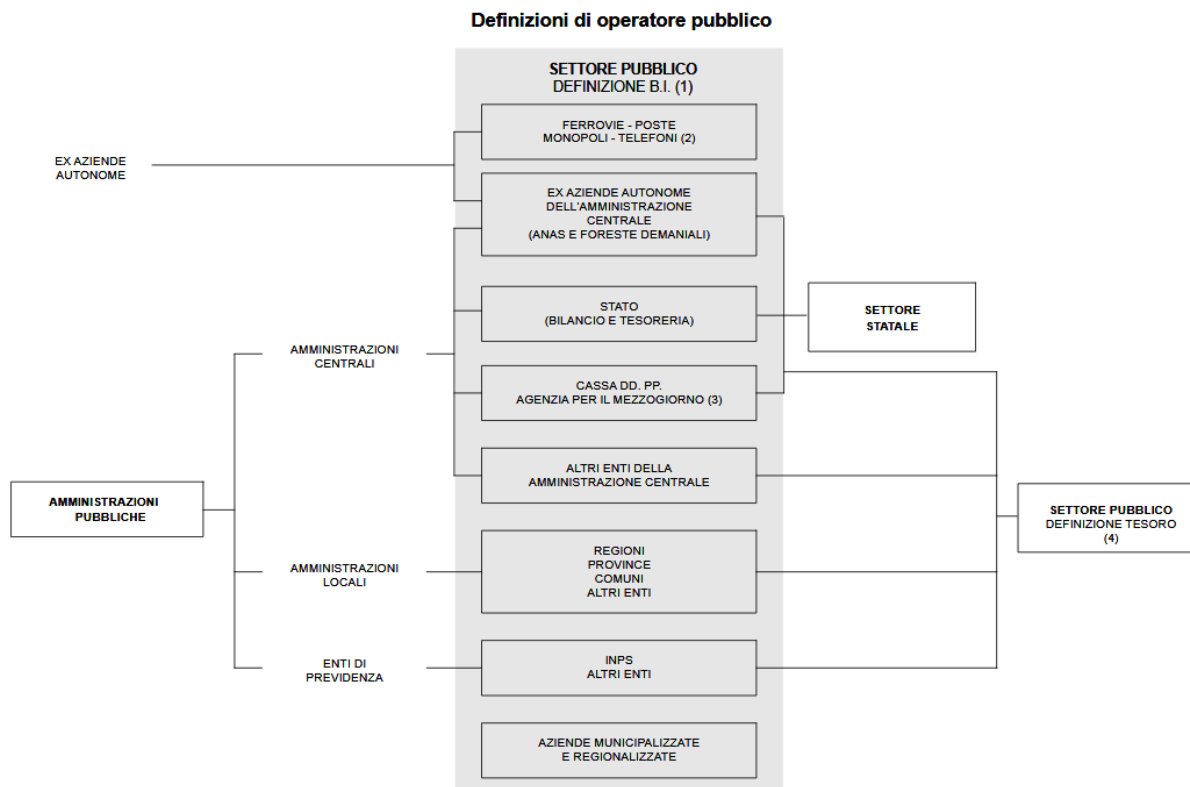 Definizioni di operatore pubblico
SETTORE PUBBLICO
DEFINIZIONE B.I. (1)
FERROVIE - POSTE
MONOPOLI - TELEFONI (2)
EX AZIENDE
AUTONOME
EX AZIENDE AUTONOME
DELL'AMMINISTRAZIONE
CENTRALE
(ANAS E FORESTE DEMANIALI)
STATO
(BILANCIO E TESORERIA)
SETTORE
STATALE
AMMINISTRAZIONI
CENTRALI
CASSA DD. PP.
AGENZIA PER IL MEZZOGIORNO (3)
ALTRI ENTI DELLA
AMMINISTRAZIONE CENTRALE
AMMINISTRAZIONI
PUBBLICHE
SETTORE PUBBLICO
DEFINIZIONE TESORO
(4)
AMMINISTRAZIONI
LOCALI
REGIONI
PROVINCE
COMUNI
ALTRI ENTI
ENTI DI
PREVIDENZA
INPS
ALTRI ENTI
AZIENDE MUNICIPALIZZATE
E REGIONALIZZATE